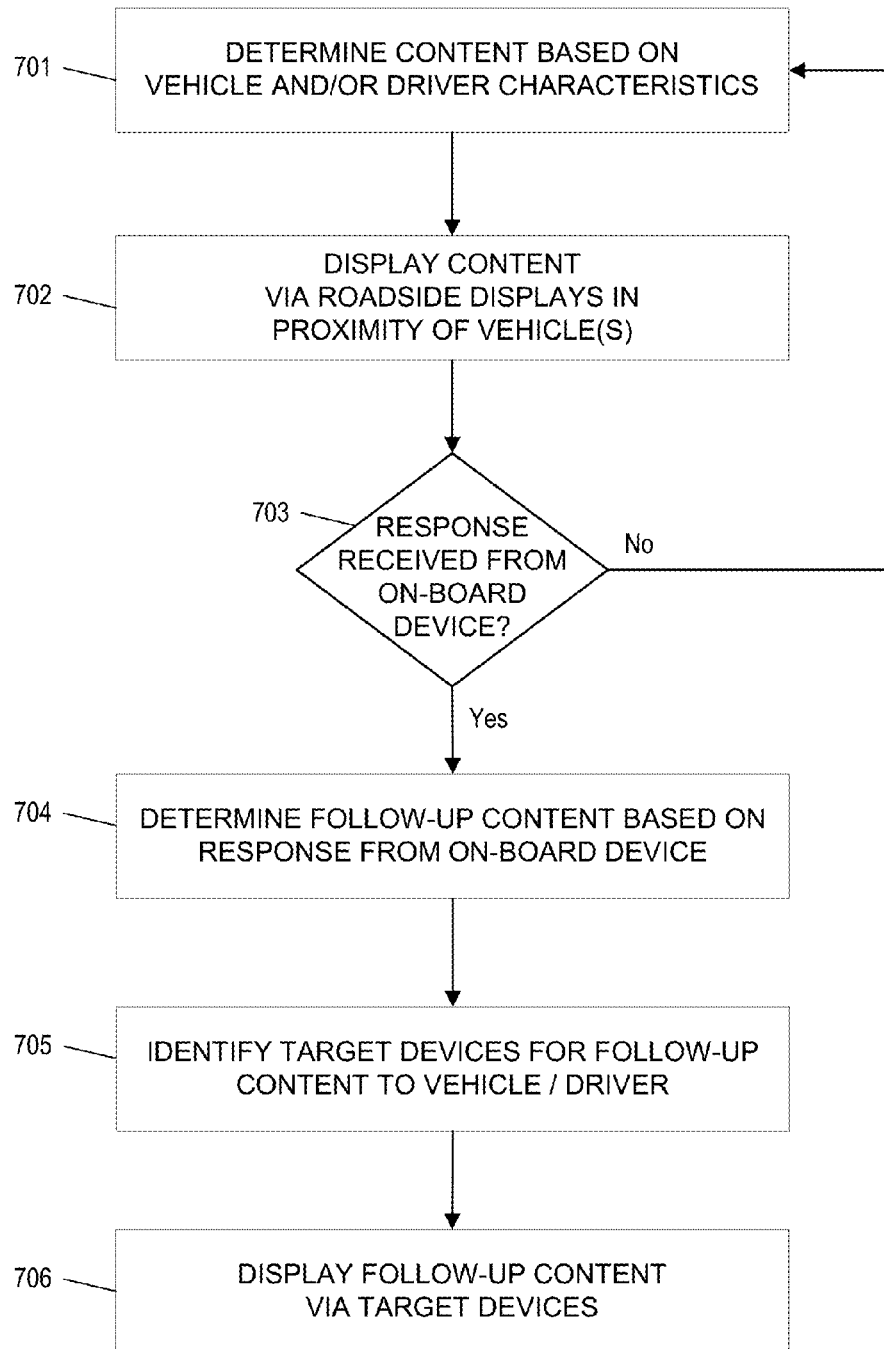 701
DETERMINE CONTENT BASED ON
VEHICLE AND/OR DRIVER CHARACTERISTICS
702
DISPLAY CONTENT
VIA ROADSIDE DISPLAYS IN
PROXIMITY OF VEHICLE(S)
703
RESPONSE
RECEIVED FROM
ON-BOARD
DEVICE?
No
Yes
704
DETERMINE FOLLOW-UP CONTENT BASED ON
RESPONSE FROM ON-BOARD DEVICE
705
IDENTIFY TARGET DEVICES FOR FOLLOW-UP
CONTENT TO VEHICLE / DRIVER
706
DISPLAY FOLLOW-UP CONTENT
VIA TARGET DEVICES